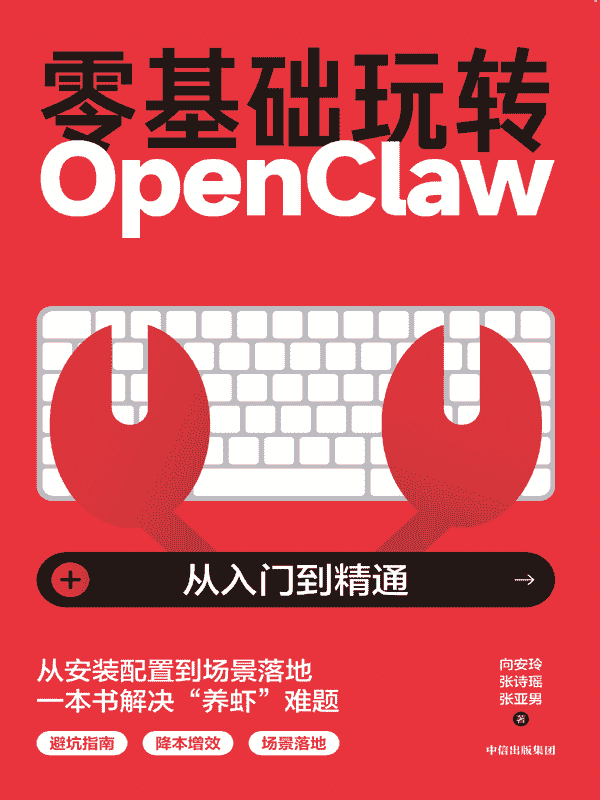 零基础玩转
OpenClaw
从入门到精通
从安装配置到场景落地
一本书解决“养虾”难题
避坑指南 降本增效 场景落地
向安玲
张诗瑶
张亚男
著
中信出版集团